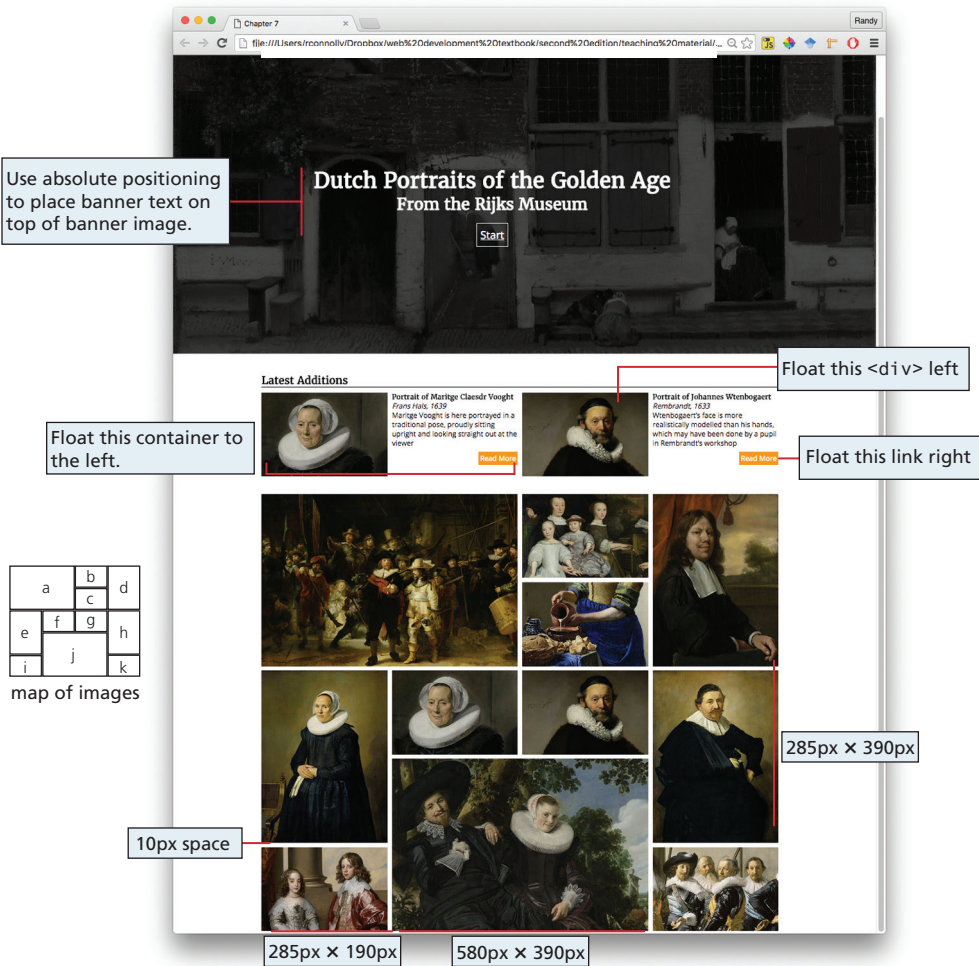 Chapter 7
Randy
file:///Users/rconnolly/Dropbox/web%20development%20textbook/second%20edition/teaching%20material/...
JS
Use absolute positioning
to place banner text on
top of banner image.
Dutch Portraits of the Golden Age
From the Rijks Museum
Start
Float this <div> left
Latest Additions
Portrait of Maritge Claesdr Vooght
Frans Hals, 1639
Maritge Vooght is here portrayed in a
traditional pose, proudly sitting
upright and looking straight out at the
viewer
Read More
Portrait of Johannes Wtenbogaert
Rembrandt, 1633
Wtenbogaert's face is more
realistically modelled than his hands,
which may have been done by a pupil
in Rembrandt's workshop
Read More
Float this container to
the left.
Float this link right
a
b
c
d
e
f
g
h
i
j
k
map of images
285px × 390px
10px space
285px × 190px
580px × 390px